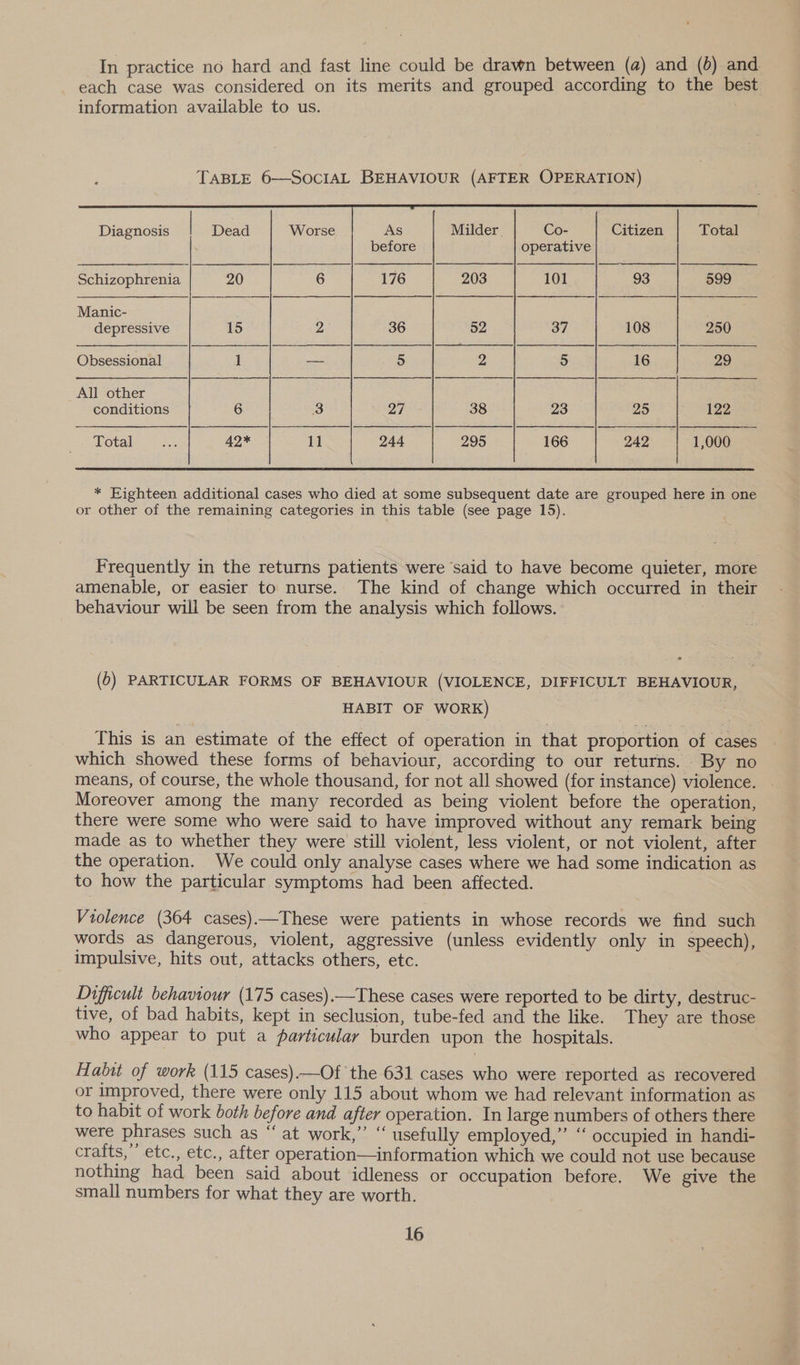 In practice no hard and fast line could be drawn between (a) and (b) and
each case was considered on its merits and grouped according to the best
information available to us.
TABLE 6—SOCIAL BEHAVIOUR (AFTER OPERATION)
Diagnosis Dead Worse As before Milder Co-operative Citizen Total
Schizophrenia 20 6 176 203 101 93 599
Manic-
depressive 15 2 36 52 37 108 250
Obsessional 1 — 5 2 5 16 29
All other
conditions 6 3 27 38 23 25 122
Total ... 42* 11 244 295 166 242 1,000
* Eighteen additional cases who died at some subsequent date are grouped here in one
or other of the remaining categories in this table (see page 15).
Frequently in the returns patients were said to have become quieter, more
amenable, or easier to nurse. The kind of change which occurred in their
behaviour will be seen from the analysis which follows.
(b) PARTICULAR FORMS OF BEHAVIOUR (VIOLENCE, DIFFICULT BEHAVIOUR,
HABIT OF WORK)
This is an estimate of the effect of operation in that proportion of cases
which showed these forms of behaviour, according to our returns. By no
means, of course, the whole thousand, for not all showed (for instance) violence.
Moreover among the many recorded as being violent before the operation,
there were some who were said to have improved without any remark being
made as to whether they were still violent, less violent, or not violent, after
the operation. We could only analyse cases where we had some indication as
to how the particular symptoms had been affected.
Violence (364 cases).—These were patients in whose records we find such
words as dangerous, violent, aggressive (unless evidently only in speech),
impulsive, hits out, attacks others, etc.
Difficult behaviour (175 cases).—These cases were reported to be dirty, destruc-
tive, of bad habits, kept in seclusion, tube-fed and the like. They are those
who appear to put a particular burden upon the hospitals.
Habit of work (115 cases).—Of the 631 cases who were reported as recovered
or improved, there were only 115 about whom we had relevant information as
to habit of work both before and after operation. In large numbers of others there
were phrases such as “ at work,” “ usefully employed,” “ occupied in handi-
crafts,” etc., etc., after operation—information which we could not use because
nothing had been said about idleness or occupation before. We give the
small numbers for what they are worth.
16